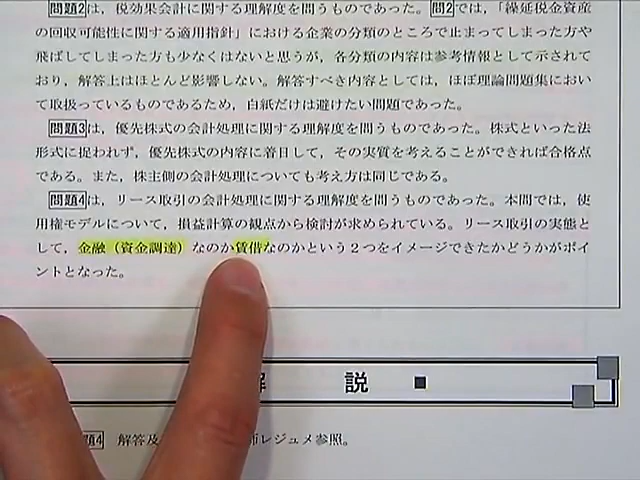 問題2は，税効果会計に関する理解度を問うものであった。問2では，「繰延税金資産
の回収可能性に関する適用指針」における企業の分類のところで止まってしまった方や
飛ばしてしまった方も少なくはないと思うが，各分類の内容は参考情報として示されて
おり，解答上はほとんど影響しない。解答すべき内容としては，ほぼ理論問題集におい
て取扱っているものであるため，白紙だけは避けたい問題であった。
問題3は，優先株式の会計処理に関する理解度を問うものであった。株式といった法
形式に捉われず，優先株式の内容に着目して，その実質を考えることができれば合格点
である。また，株主側の会計処理についても考え方は同じである。
問題4は，リース取引の会計処理に関する理解度を問うものであった。本問では，使
用権モデルについて，損益計算の観点から検討が求められている。リース取引の実態と
して，金融（資金調達）なのか賃借なのかという2つをイメージできたかどうかがポイ
ントとなった。
説 ■
題4 解答及 レジュメ参照。